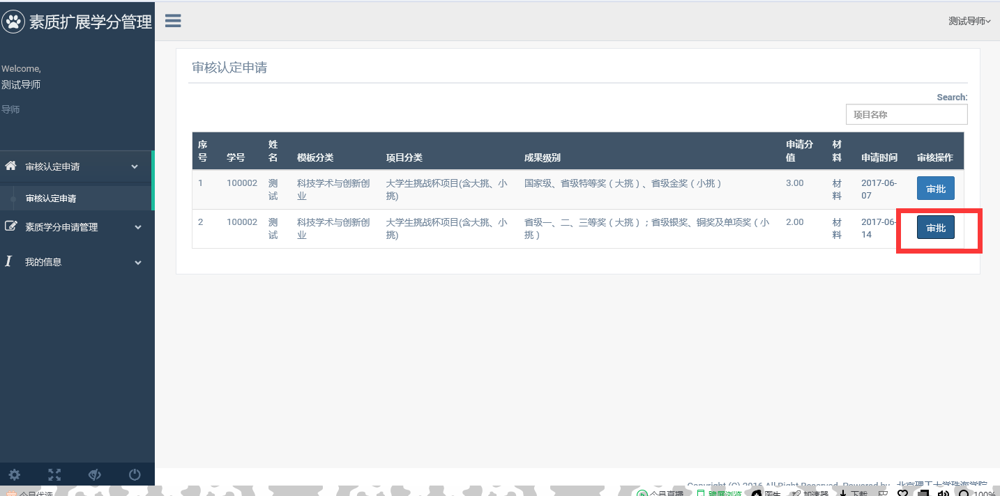 素质扩展学分管理
测试导师
Welcome,
测试导师
导师
审核认定申请
审核认定申请
素质学分申请管理
我的信息
审核认定申请
Search:
项目名称
序号 学号 姓名 模板分类 项目分类 成果级别 申请分值 材料 申请时间 审核操作
1 100002 测试 科技学术与创新创业 大学生挑战杯项目(含大挑、小挑) 国家级、省级特等奖（大挑）、省级金奖（小挑） 3.00 材料 2017-06-07 审批
2 100002 测试 科技学术与创新创业 大学生挑战杯项目(含大挑、小挑) 省级一、二、三等奖（大挑）；省级银奖、铜奖及单项奖（小挑） 2.00 材料 2017-06-14 审批
Copyright (C) 2016 All Right Reserved. Powered by 北京理工大学珠海学院
今日优选
今日直播 跨屏浏览 医生 加速器 下载 100%